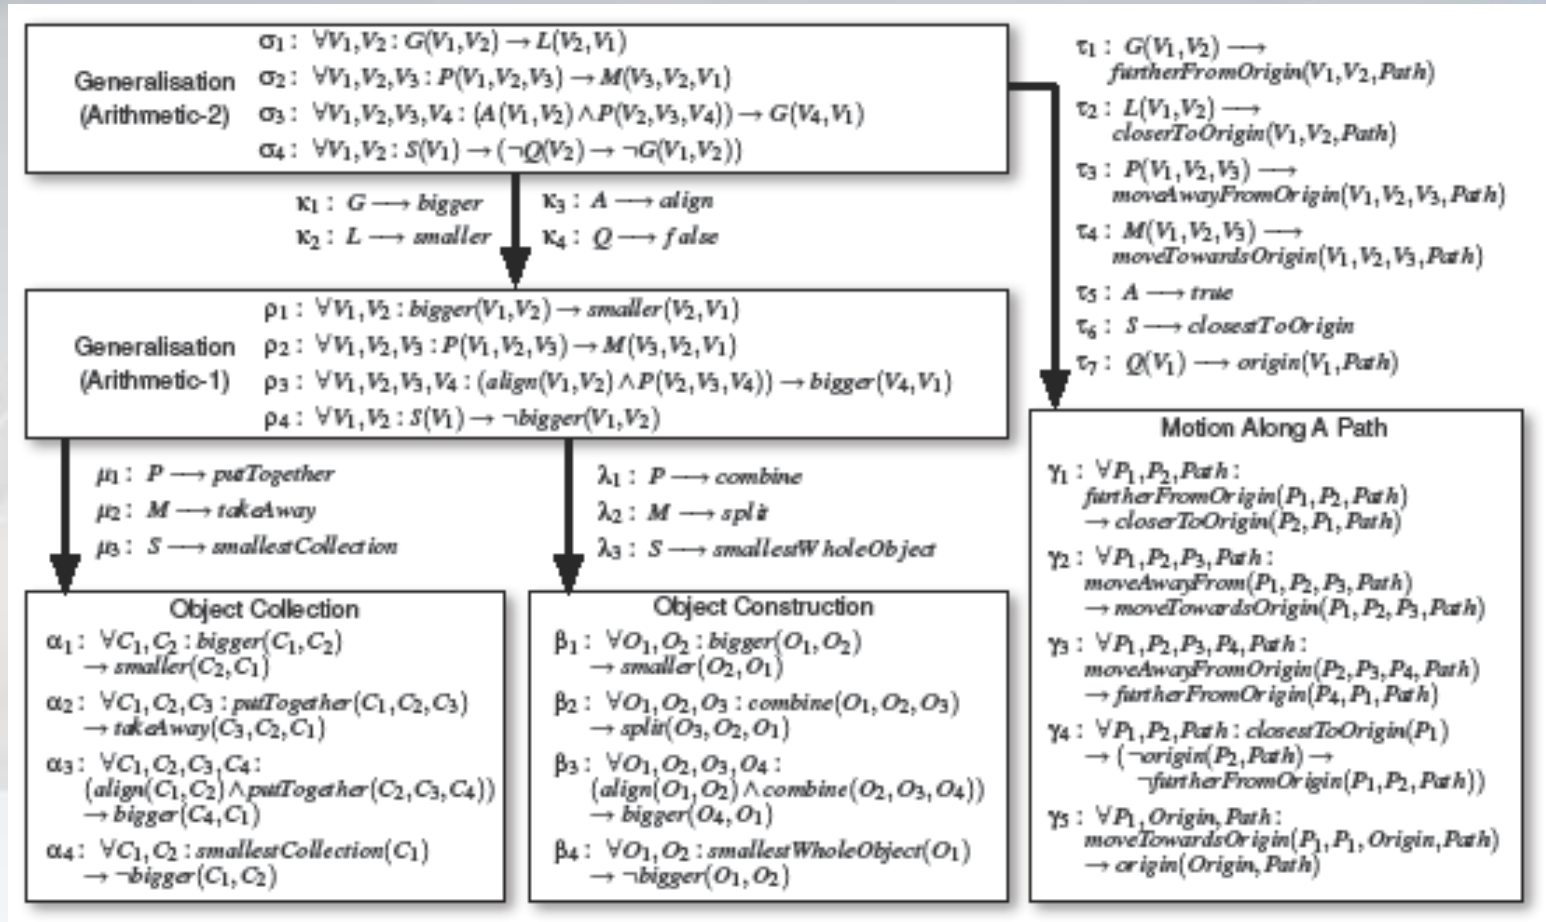 Generalisation
(Arithmetic-2)
σ₁ : ∀V₁,V₂ : G(V₁,V₂) → L(V₂,V₁)
σ₂ : ∀V₁,V₂,V₃ : P(V₁,V₂,V₃) → M(V₃,V₂,V₁)
σ₃ : ∀V₁,V₂,V₃,V₄ : (A(V₁,V₂) ∧ P(V₂,V₃,V₄)) → G(V₄,V₁)
σ₄ : ∀V₁,V₂ : S(V₁) → (¬Q(V₂) → ¬G(V₁,V₂))
κ₁ : G ⟶ bigger
κ₂ : L ⟶ smaller
κ₃ : A ⟶ align
κ₄ : Q ⟶ false
Generalisation
(Arithmetic-1)
ρ₁ : ∀V₁,V₂ : bigger(V₁,V₂) → smaller(V₂,V₁)
ρ₂ : ∀V₁,V₂,V₃ : P(V₁,V₂,V₃) → M(V₃,V₂,V₁)
ρ₃ : ∀V₁,V₂,V₃,V₄ : (align(V₁,V₂) ∧ P(V₂,V₃,V₄)) → bigger(V₄,V₁)
ρ₄ : ∀V₁,V₂ : S(V₁) → ¬bigger(V₁,V₂)
μ₁ : P ⟶ putTogether
μ₂ : M ⟶ takeAway
μ₃ : S ⟶ smallestCollection
λ₁ : P ⟶ combine
λ₂ : M ⟶ split
λ₃ : S ⟶ smallestWholeObject
Object Collection
α₁ : ∀C₁,C₂ : bigger(C₁,C₂)
→ smaller(C₂,C₁)
α₂ : ∀C₁,C₂,C₃ : putTogether(C₁,C₂,C₃)
→ takeAway(C₃,C₂,C₁)
α₃ : ∀C₁,C₂,C₃,C₄ :
(align(C₁,C₂) ∧ putTogether(C₂,C₃,C₄))
→ bigger(C₄,C₁)
α₄ : ∀C₁,C₂ : smallestCollection(C₁)
→ ¬bigger(C₁,C₂)
Object Construction
β₁ : ∀O₁,O₂ : bigger(O₁,O₂)
→ smaller(O₂,O₁)
β₂ : ∀O₁,O₂,O₃ : combine(O₁,O₂,O₃)
→ split(O₃,O₂,O₁)
β₃ : ∀O₁,O₂,O₃,O₄ :
(align(O₁,O₂) ∧ combine(O₂,O₃,O₄))
→ bigger(O₄,O₁)
β₄ : ∀O₁,O₂ : smallestWholeObject(O₁)
→ ¬bigger(O₁,O₂)
τ₁ : G(V₁,V₂) ⟶
furtherFromOrigin(V₁,V₂,Path)
τ₂ : L(V₁,V₂) ⟶
closerToOrigin(V₁,V₂,Path)
τ₃ : P(V₁,V₂,V₃) ⟶
moveAwayFromOrigin(V₁,V₂,V₃,Path)
τ₄ : M(V₁,V₂,V₃) ⟶
moveTowardsOrigin(V₁,V₂,V₃,Path)
τ₅ : A ⟶ true
τ₆ : S ⟶ closestToOrigin
τ₇ : Q(V₁) ⟶ origin(V₁,Path)
Motion Along A Path
γ₁ : ∀P₁,P₂,Path :
furtherFromOrigin(P₁,P₂,Path)
→ closerToOrigin(P₂,P₁,Path)
γ₂ : ∀P₁,P₂,P₃,Path :
moveAwayFrom(P₁,P₂,P₃,Path)
→ moveTowardsOrigin(P₁,P₂,P₃,Path)
γ₃ : ∀P₁,P₂,P₃,P₄,Path :
moveAwayFromOrigin(P₂,P₃,P₄,Path)
→ furtherFromOrigin(P₄,P₁,Path)
γ₄ : ∀P₁,P₂,Path : closestToOrigin(P₁)
→ (¬origin(P₂,Path) →
¬furtherFromOrigin(P₁,P₂,Path))
γ₅ : ∀P₁,Origin,Path :
moveTowardsOrigin(P₁,P₁,Origin,Path)
→ origin(Origin,Path)